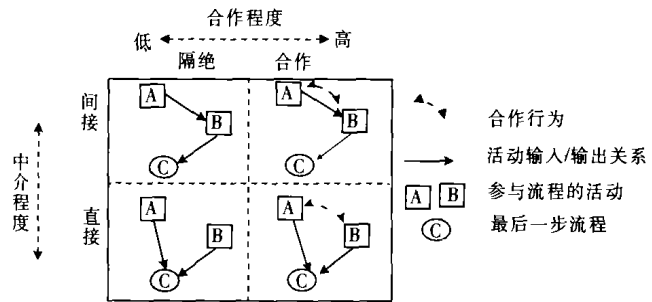 合作程度
低 高
隔绝 合作
间接
中介程度
直接
A
B
C
A
B
C
A
B
C
A
B
C
合作行为
活动输入/输出关系
A B 参与流程的活动
C 最后一步流程